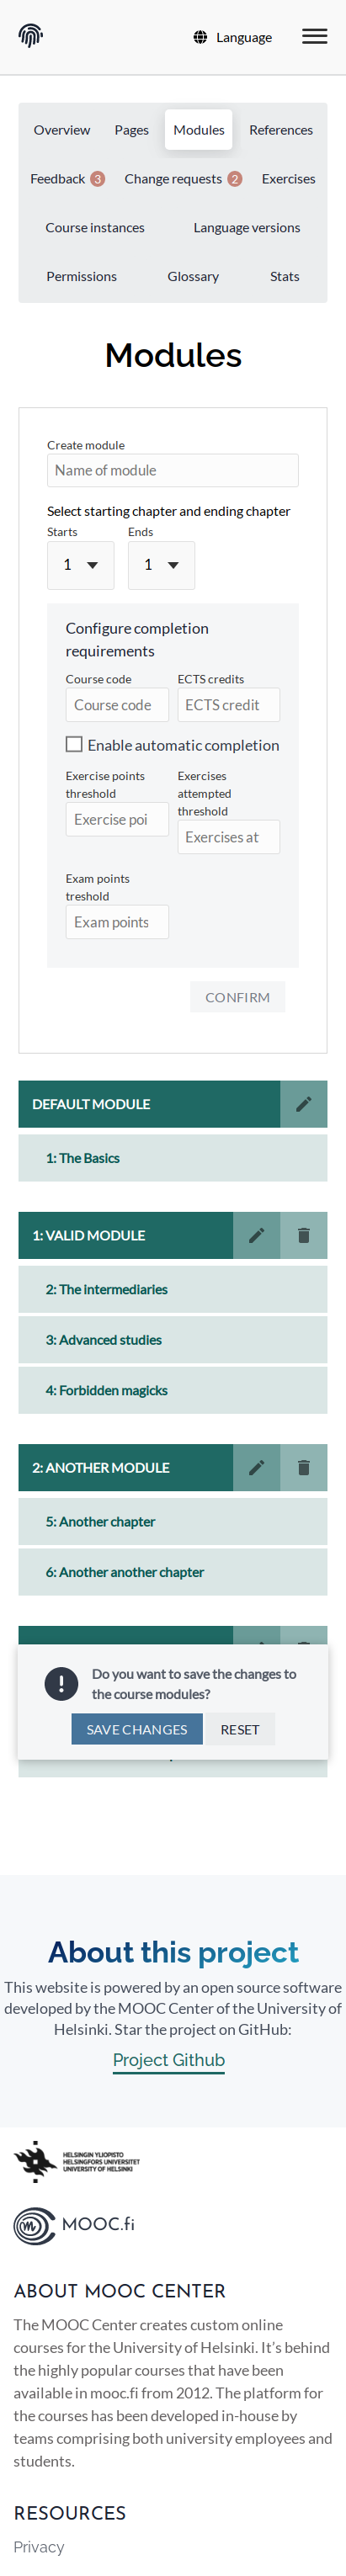 Language
Overview Pages Modules References
Feedback 3 Change requests 2 Exercises
Course instances Language versions
Permissions Glossary Stats
Modules
Create module
Name of module
Select starting chapter and ending chapter
Starts Ends
1 1
Configure completion
requirements
Course code ECTS credits
Course code ECTS credit
Enable automatic completion
Exercise points
threshold
Exercise poi
Exercises
attempted
threshold
Exercises at
Exam points
treshold
Exam points
CONFIRM
DEFAULT MODULE
1: The Basics
1: VALID MODULE
2: The intermediaries
3: Advanced studies
4: Forbidden magicks
2: ANOTHER MODULE
5: Another chapter
6: Another another chapter
Do you want to save the changes to
the course modules?
SAVE CHANGES RESET
About this project
This website is powered by an open source software
developed by the MOOC Center of the University of
Helsinki. Star the project on GitHub:
Project Github
HELSINGIN YLIOPISTO
HELSINGFORS UNIVERSITET
UNIVERSITY OF HELSINKI
MOOC.fi
ABOUT MOOC CENTER
The MOOC Center creates custom online
courses for the University of Helsinki. It’s behind
the highly popular courses that have been
available in mooc.fi from 2012. The platform for
the courses has been developed in-house by
teams comprising both university employees and
students.
RESOURCES
Privacy